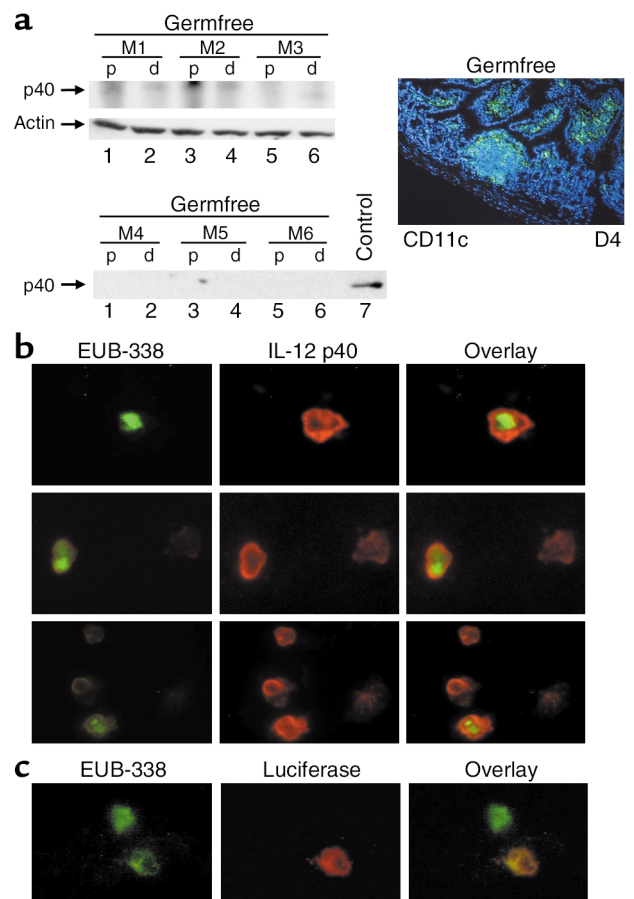 a
Germfree
M1 M2 M3
p d p d p d
p40
Actin
1 2 3 4 5 6
Germfree
M4 M5 M6
Control
p d p d p d
p40
1 2 3 4 5 6 7
Germfree
CD11c D4
b
EUB-338 IL-12 p40 Overlay
c
EUB-338 Luciferase Overlay